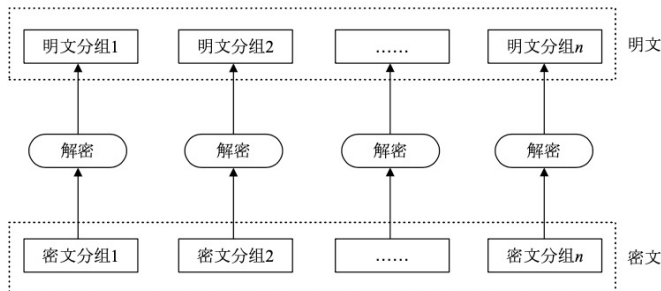 明文分组1 明文分组2 …… 明文分组n 明文
解密 解密 解密 解密
密文分组1 密文分组2 …… 密文分组n 密文